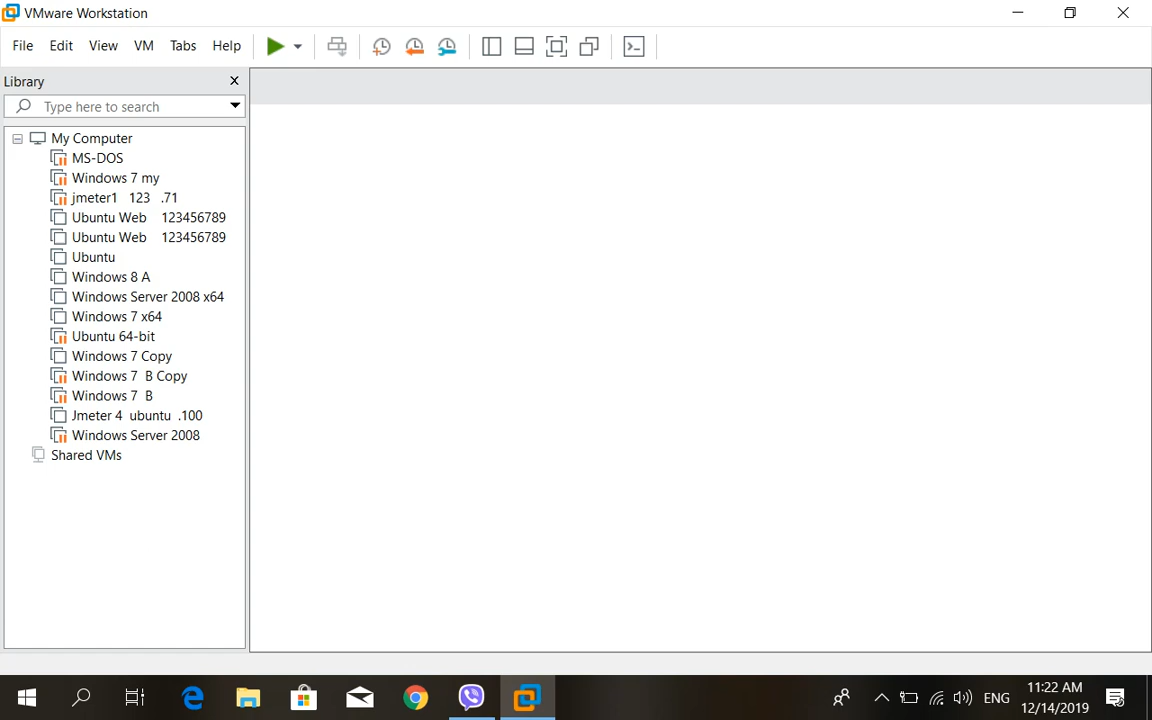 VMware Workstation
File Edit View VM Tabs Help
Library
Type here to search
My Computer
MS-DOS
Windows 7 my
jmeter1 123 .71
Ubuntu Web 123456789
Ubuntu Web 123456789
Ubuntu
Windows 8 A
Windows Server 2008 x64
Windows 7 x64
Ubuntu 64-bit
Windows 7 Copy
Windows 7 B Copy
Windows 7 B
Jmeter 4 ubuntu .100
Windows Server 2008
Shared VMs
ENG
11:22 AM
12/14/2019